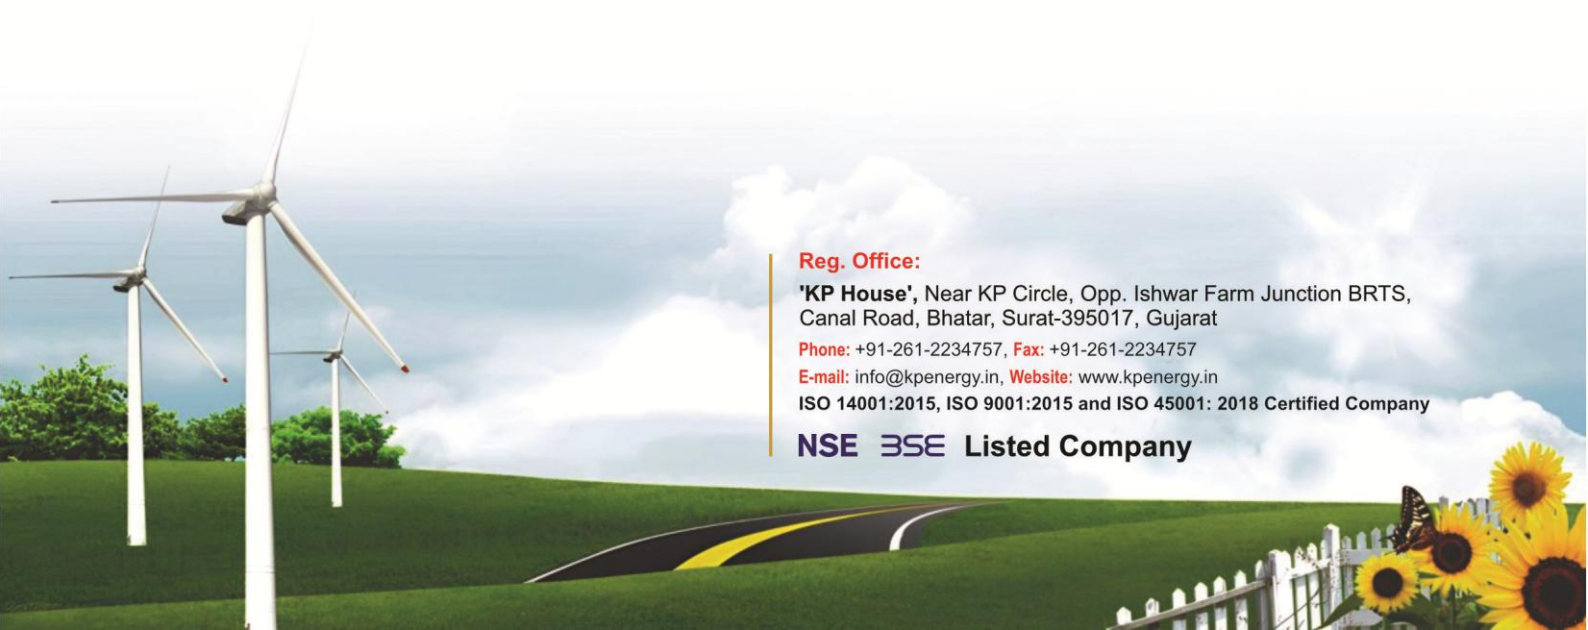 Reg. Office:
'KP House', Near KP Circle, Opp. Ishwar Farm Junction BRTS,
Canal Road, Bhatar, Surat-395017, Gujarat
Phone: +91-261-2234757, Fax: +91-261-2234757
E-mail: info@kpenergy.in, Website: www.kpenergy.in
ISO 14001:2015, ISO 9001:2015 and ISO 45001: 2018 Certified Company
NSE BSE Listed Company